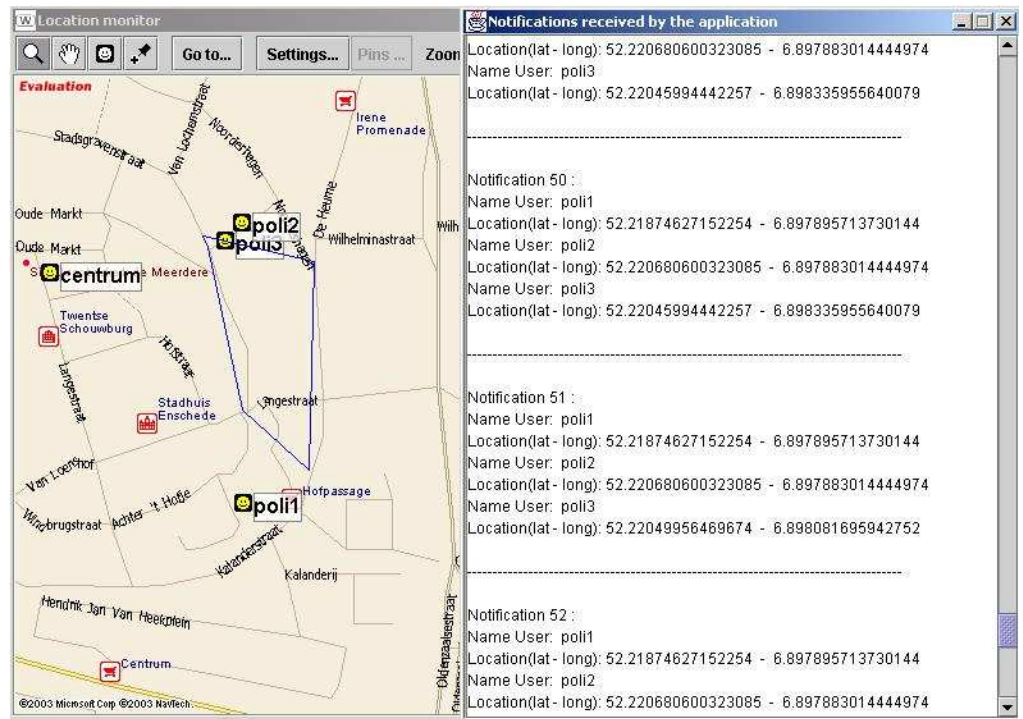 Location monitor
Go to...
Settings...
Pins ...
Zoon
Evaluation
Irene
Promenade
Stadsgravenstraat
Van Lochemstraat
Noorderhagen
De Heurne
Oude Markt
poli2
poli3
Wilhelminastraat
Wilh
Oude Markt
centrum
e Meerdere
Twentse
Schouwburg
Hofstraat
Langestraat
Stadhuis
Enschede
Langestraat
Van Loenshof
Hofpassage
poli1
Achter 't Hofje
Kalanderstraat
Kalanderij
Hendrik Jan Van Heekplein
Oldenzaalsestraat
Centrum
©2003 Microsoft Corp ©2003 NavTech
Notifications received by the application
Location(lat - long): 52.220680600323085 - 6.897883014444974
Name User: poli3
Location(lat - long): 52.22045994442257 - 6.898335955640079
--------------------------------------------------
Notification 50 :
Name User: poli1
Location(lat - long): 52.21874627152254 - 6.897895713730144
Name User: poli2
Location(lat - long): 52.220680600323085 - 6.897883014444974
Name User: poli3
Location(lat - long): 52.22045994442257 - 6.898335955640079
--------------------------------------------------
Notification 51 :
Name User: poli1
Location(lat - long): 52.21874627152254 - 6.897895713730144
Name User: poli2
Location(lat - long): 52.220680600323085 - 6.897883014444974
Name User: poli3
Location(lat - long): 52.22049956469674 - 6.898081695942752
--------------------------------------------------
Notification 52 :
Name User: poli1
Location(lat - long): 52.21874627152254 - 6.897895713730144
Name User: poli2
Location(lat - long): 52.220680600323085 - 6.897883014444974